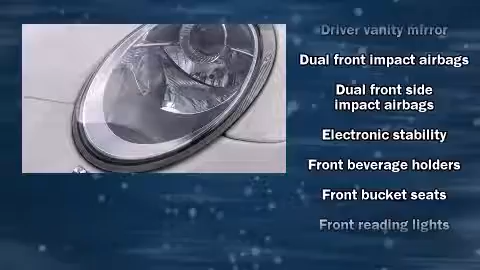 Driver vanity mirror
Dual front impact airbags
Dual front side
impact airbags
Electronic stability
Front beverage holders
Front bucket seats
Front reading lights